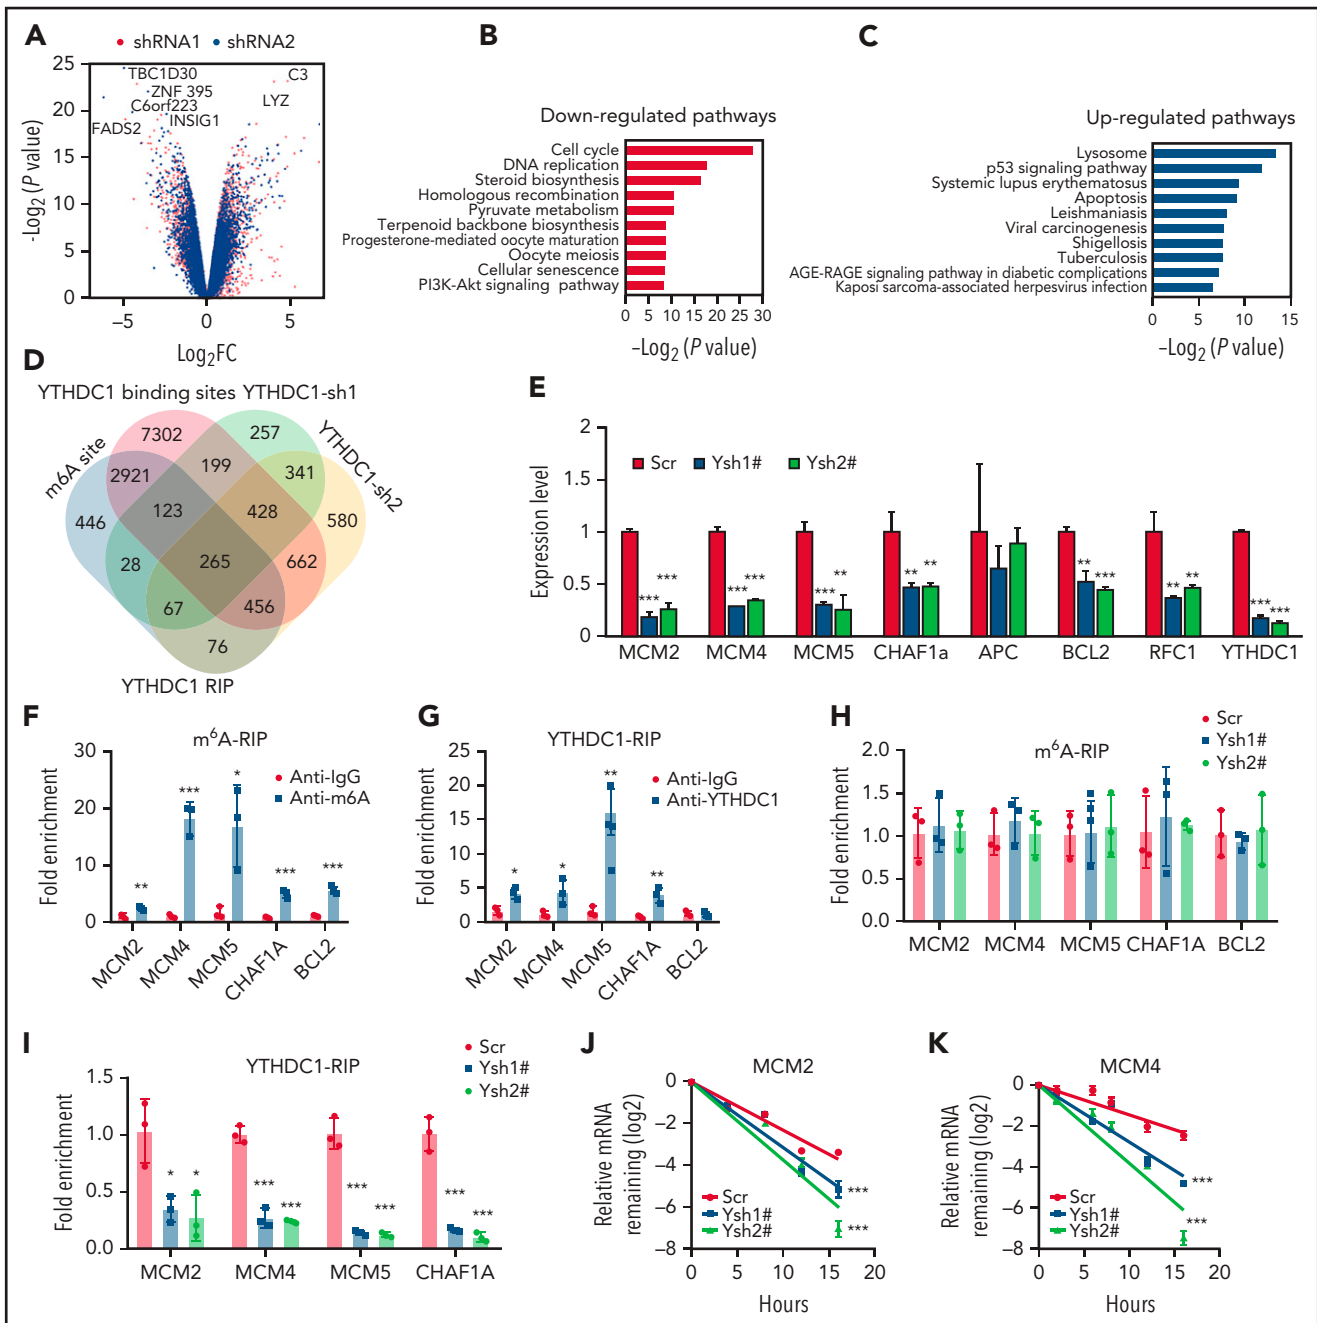 A
shRNA1 shRNA2
25
20
15
10
5
0
-Log2 (P value)
TBC1D30
C3
ZNF 395
LYZ
C6orf223
INSIG1
FADS2
–5 0 5
Log2FC
B
Down-regulated pathways
Cell cycle
DNA replication
Steroid biosynthesis
Homologous recombination
Pyruvate metabolism
Terpenoid backbone biosynthesis
Progesterone-mediated oocyte maturation
Oocyte meiosis
Cellular senescence
PI3K-Akt signaling pathway
0 5 10 15 20 25 30
–Log2 (P value)
C
Up-regulated pathways
Lysosome
p53 signaling pathway
Systemic lupus erythematosus
Apoptosis
Leishmaniasis
Viral carcinogenesis
Shigellosis
Tuberculosis
AGE-RAGE signaling pathway in diabetic complications
Kaposi sarcoma-associated herpesvirus infection
0 5 10 15
–Log2 (P value)
D
YTHDC1 binding sites YTHDC1-sh1
m6A site
YTHDC1-sh2
7302 257
2921 199 341
446 123 428 580
28 265 662
67 456
76
YTHDC1 RIP
E
Expression level
2
1.5
1
0.5
0
Scr Ysh1# Ysh2#
*** *** *** *** *** ** ** ** ** *** ** ** *** ***
MCM2 MCM4 MCM5 CHAF1a APC BCL2 RFC1 YTHDC1
F
m6A-RIP
Fold enrichment
30
20
10
0
Anti-IgG
Anti-m6A
** *** * *** ***
MCM2 MCM4 MCM5 CHAF1A BCL2
G
YTHDC1-RIP
Fold enrichment
25
20
15
10
5
0
Anti-IgG
Anti-YTHDC1
* * ** **
MCM2 MCM4 MCM5 CHAF1A BCL2
H
m6A-RIP
Scr
Ysh1#
Ysh2#
Fold enrichment
2.0
1.5
1.0
0.5
0.0
MCM2 MCM4 MCM5 CHAF1A BCL2
I
YTHDC1-RIP
Scr
Ysh1#
Ysh2#
Fold enrichment
1.5
1.0
0.5
0.0
* * *** *** *** *** *** ***
MCM2 MCM4 MCM5 CHAF1A
J
MCM2
Relative mRNA
remaining (log2)
0
–2
–4
–6
–8
Scr
Ysh1#
Ysh2#
***
***
0 5 10 15 20
Hours
K
MCM4
Relative mRNA
remaining (log2)
0
–2
–4
–6
–8
Scr
Ysh1#
Ysh2#
***
***
0 5 10 15 20
Hours